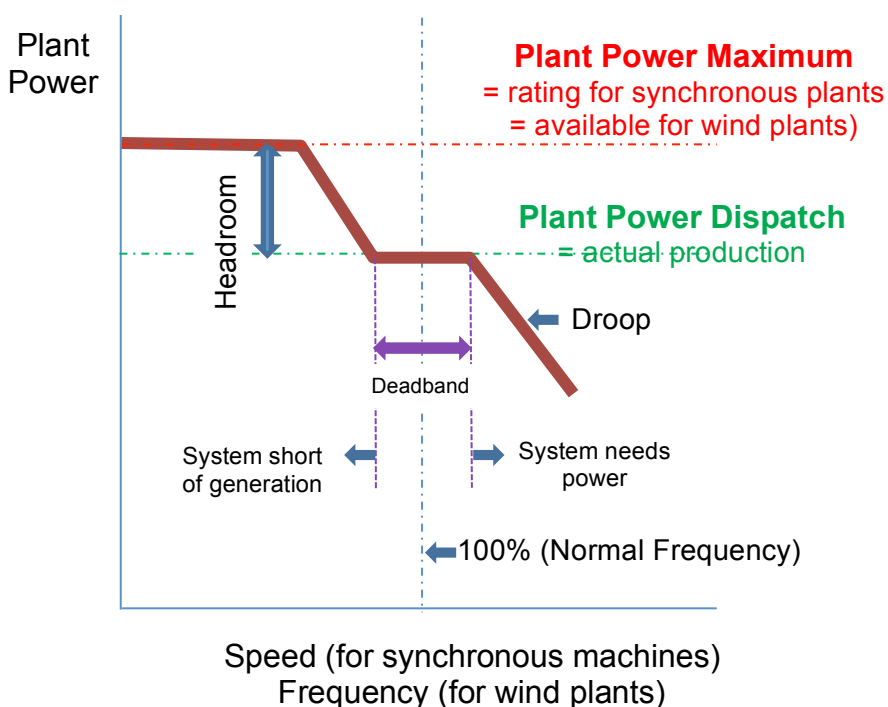 Plant
Power
Plant Power Maximum
= rating for synchronous plants
= available for wind plants)
Headroom
Plant Power Dispatch
= actual production
Droop
Deadband
System short
of generation
System needs
power
100% (Normal Frequency)
Speed (for synchronous machines)
Frequency (for wind plants)